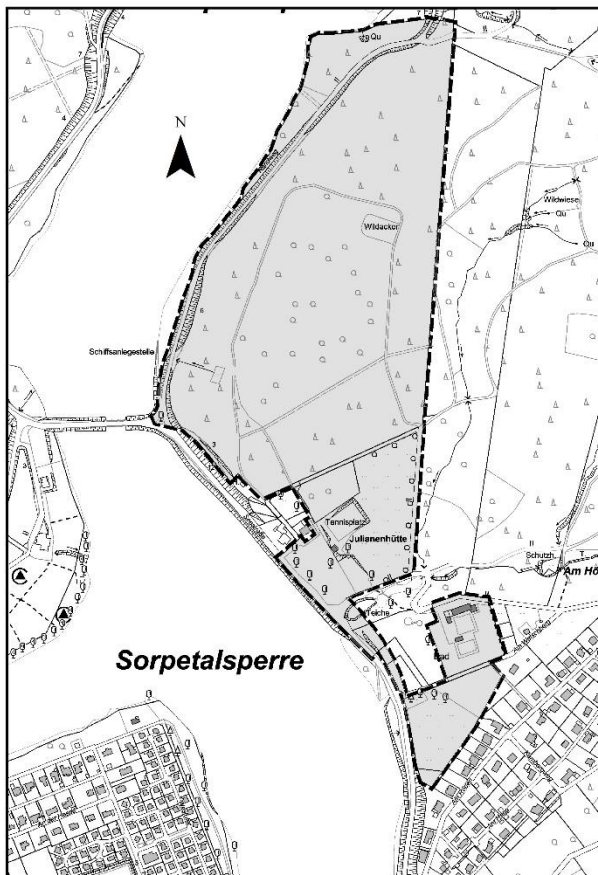 Qu
N
Wildwiese
Qu
Qu
Wildacker
Schiffsanlegestelle
Tennisplatz
Julianenhütte
Schutzh.
Am Hö
Teiche
Bad
Sorpetalsperre